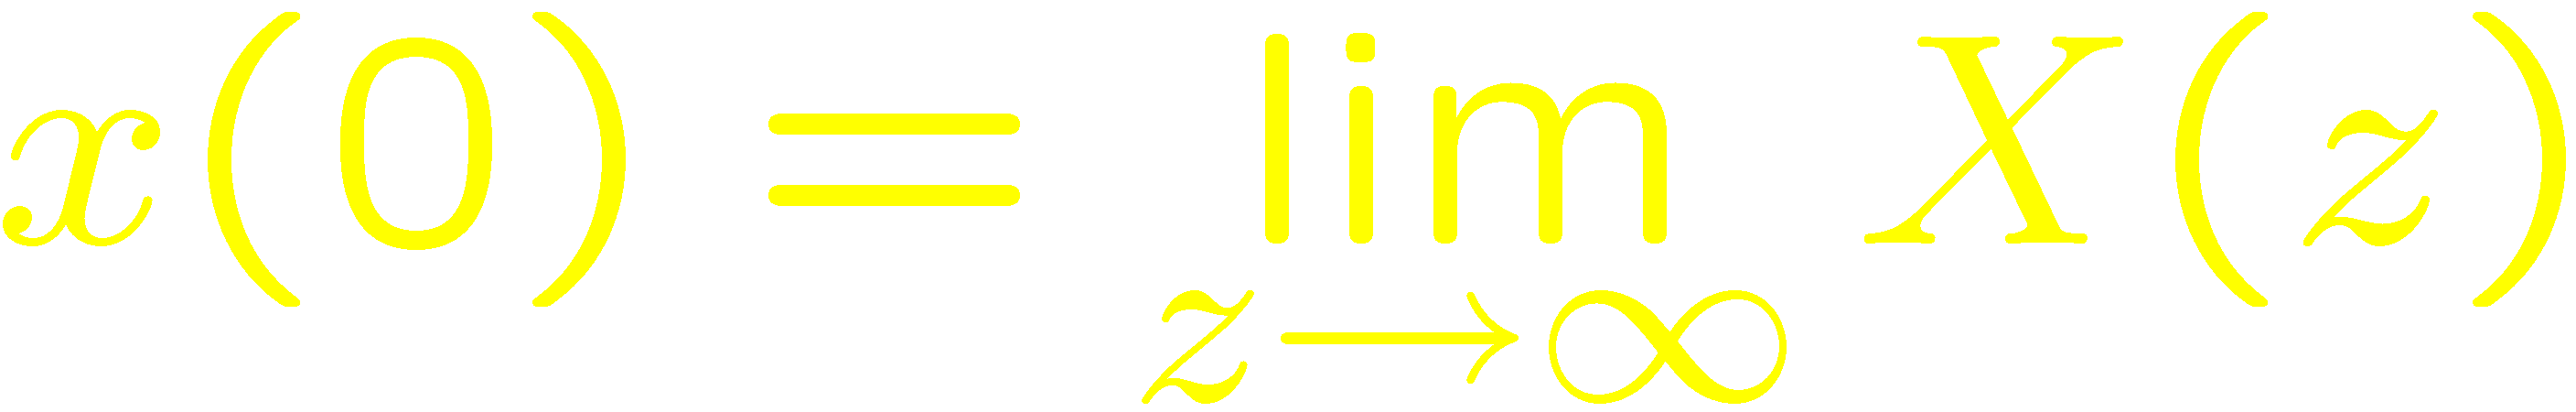 x(0) = lim X(z)
z→∞